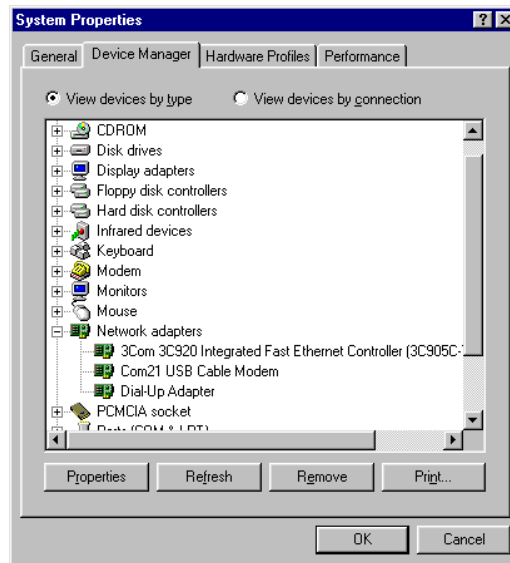 System Properties
General Device Manager Hardware Profiles Performance
View devices by type View devices by connection
CDROM
Disk drives
Display adapters
Floppy disk controllers
Hard disk controllers
Infrared devices
Keyboard
Modem
Monitors
Mouse
Network adapters
3Com 3C920 Integrated Fast Ethernet Controller (3C905C-
Com21 USB Cable Modem
Dial-Up Adapter
PCMCIA socket
Ports (COM & LPT)
Properties Refresh Remove Print...
OK Cancel